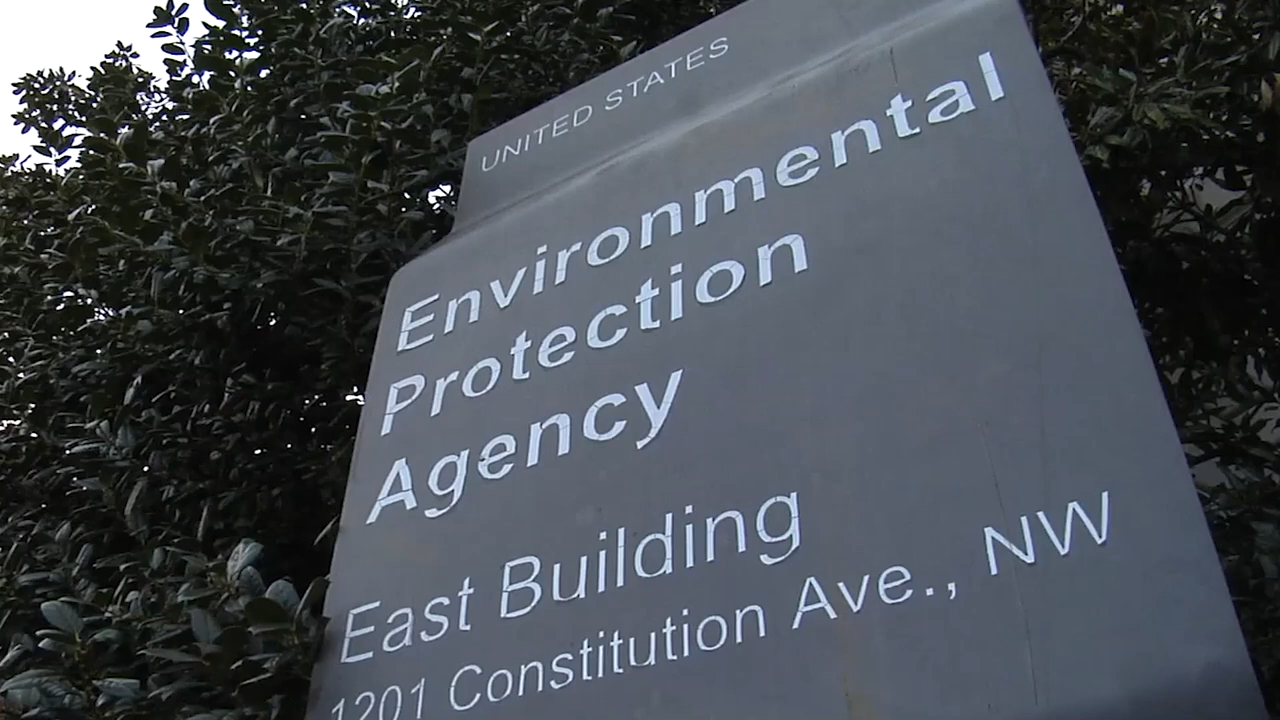 UNITED STATES
Environmental
Protection
Agency
East Building
1201 Constitution Ave., NW